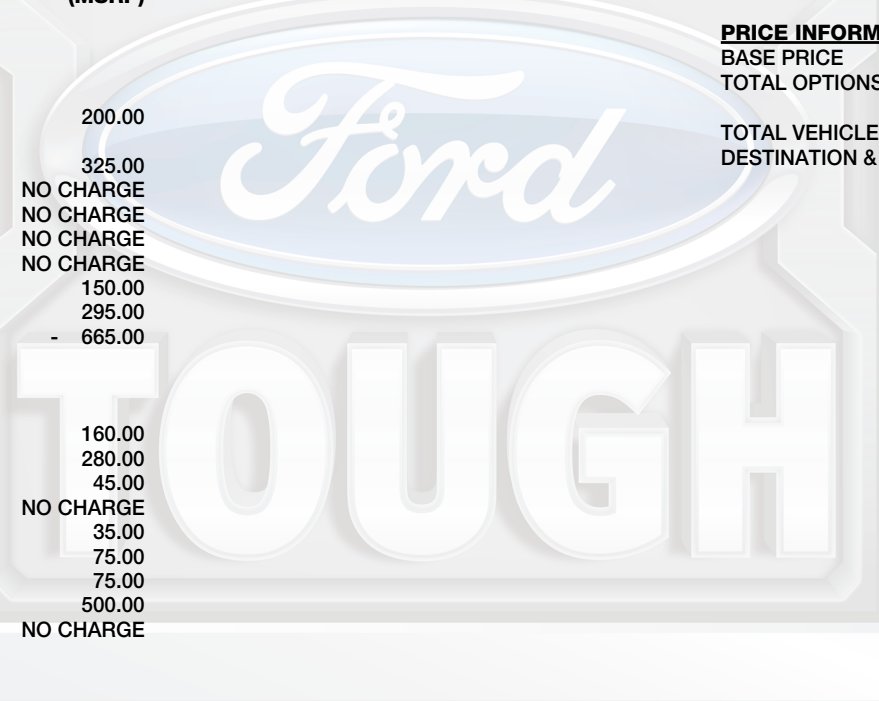 (MSRP)
200.00
325.00
NO CHARGE
NO CHARGE
NO CHARGE
NO CHARGE
150.00
295.00
- 665.00
160.00
280.00
45.00
NO CHARGE
35.00
75.00
75.00
500.00
NO CHARGE
PRICE INFORM
BASE PRICE
TOTAL OPTIONS
TOTAL VEHICLE
DESTINATION &
Ford
TOUGH